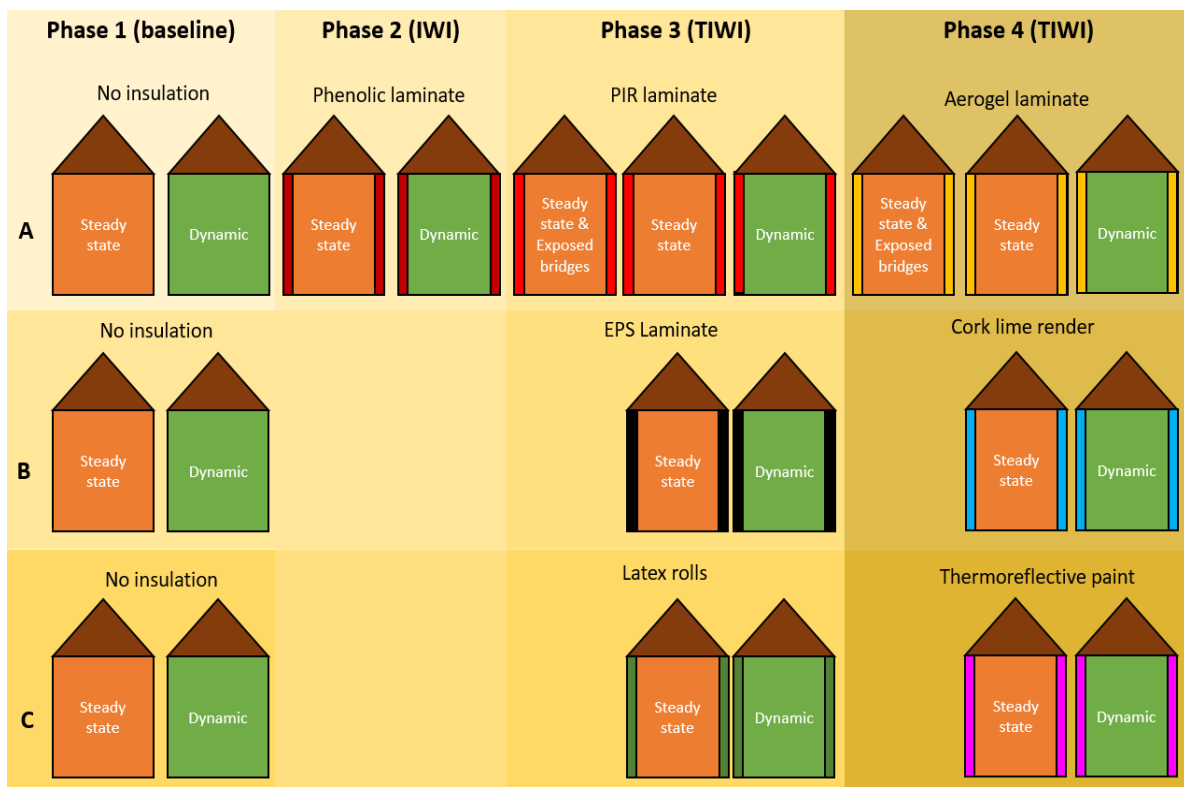 Phase 1 (baseline) Phase 2 (IWI) Phase 3 (TIWI) Phase 4 (TIWI)
No insulation Phenolic laminate PIR laminate Aerogel laminate
A
Steady
state
Dynamic
Steady
state
Dynamic
Steady
state &
Exposed
bridges
Steady
state
Dynamic
Steady
state &
Exposed
bridges
Steady
state
Dynamic
No insulation EPS Laminate Cork lime render
B
Steady
state
Dynamic
Steady
state
Dynamic
Steady
state
Dynamic
No insulation Latex rolls Thermoreflective paint
C
Steady
state
Dynamic
Steady
state
Dynamic
Steady
state
Dynamic